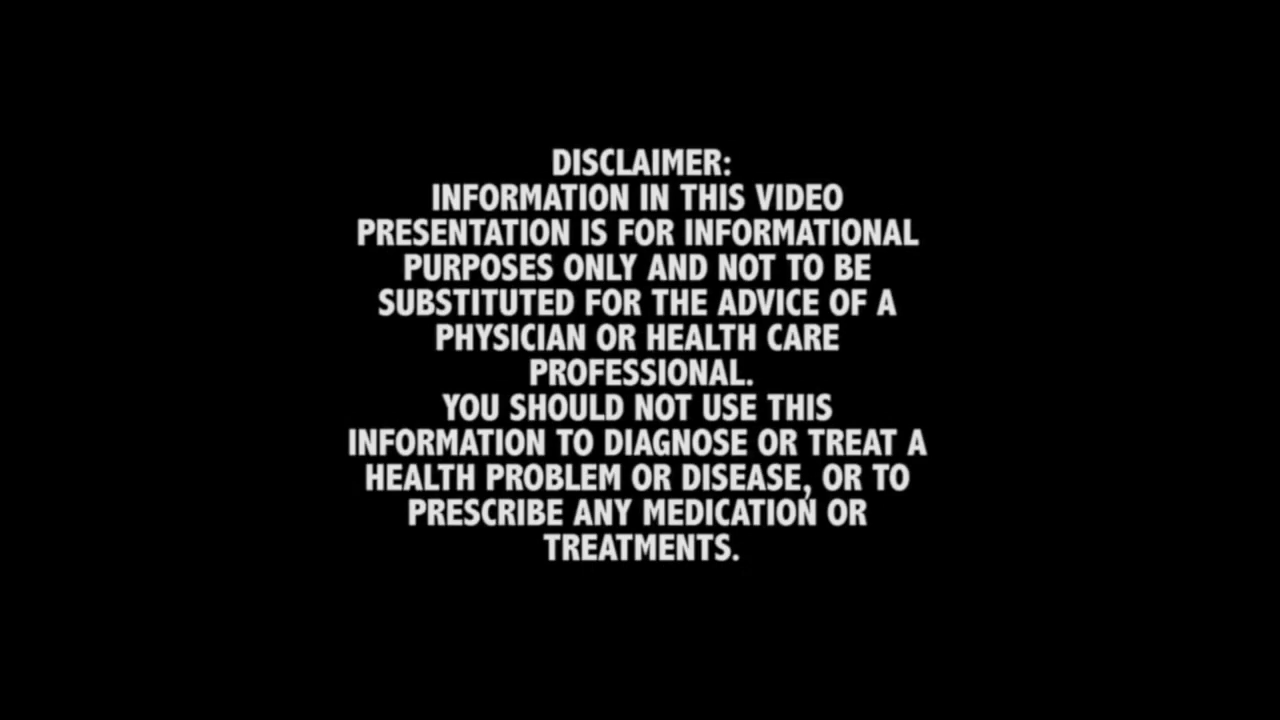 DISCLAIMER:
INFORMATION IN THIS VIDEO
PRESENTATION IS FOR INFORMATIONAL
PURPOSES ONLY AND NOT TO BE
SUBSTITUTED FOR THE ADVICE OF A
PHYSICIAN OR HEALTH CARE
PROFESSIONAL.
YOU SHOULD NOT USE THIS
INFORMATION TO DIAGNOSE OR TREAT A
HEALTH PROBLEM OR DISEASE, OR TO
PRESCRIBE ANY MEDICATION OR
TREATMENTS.